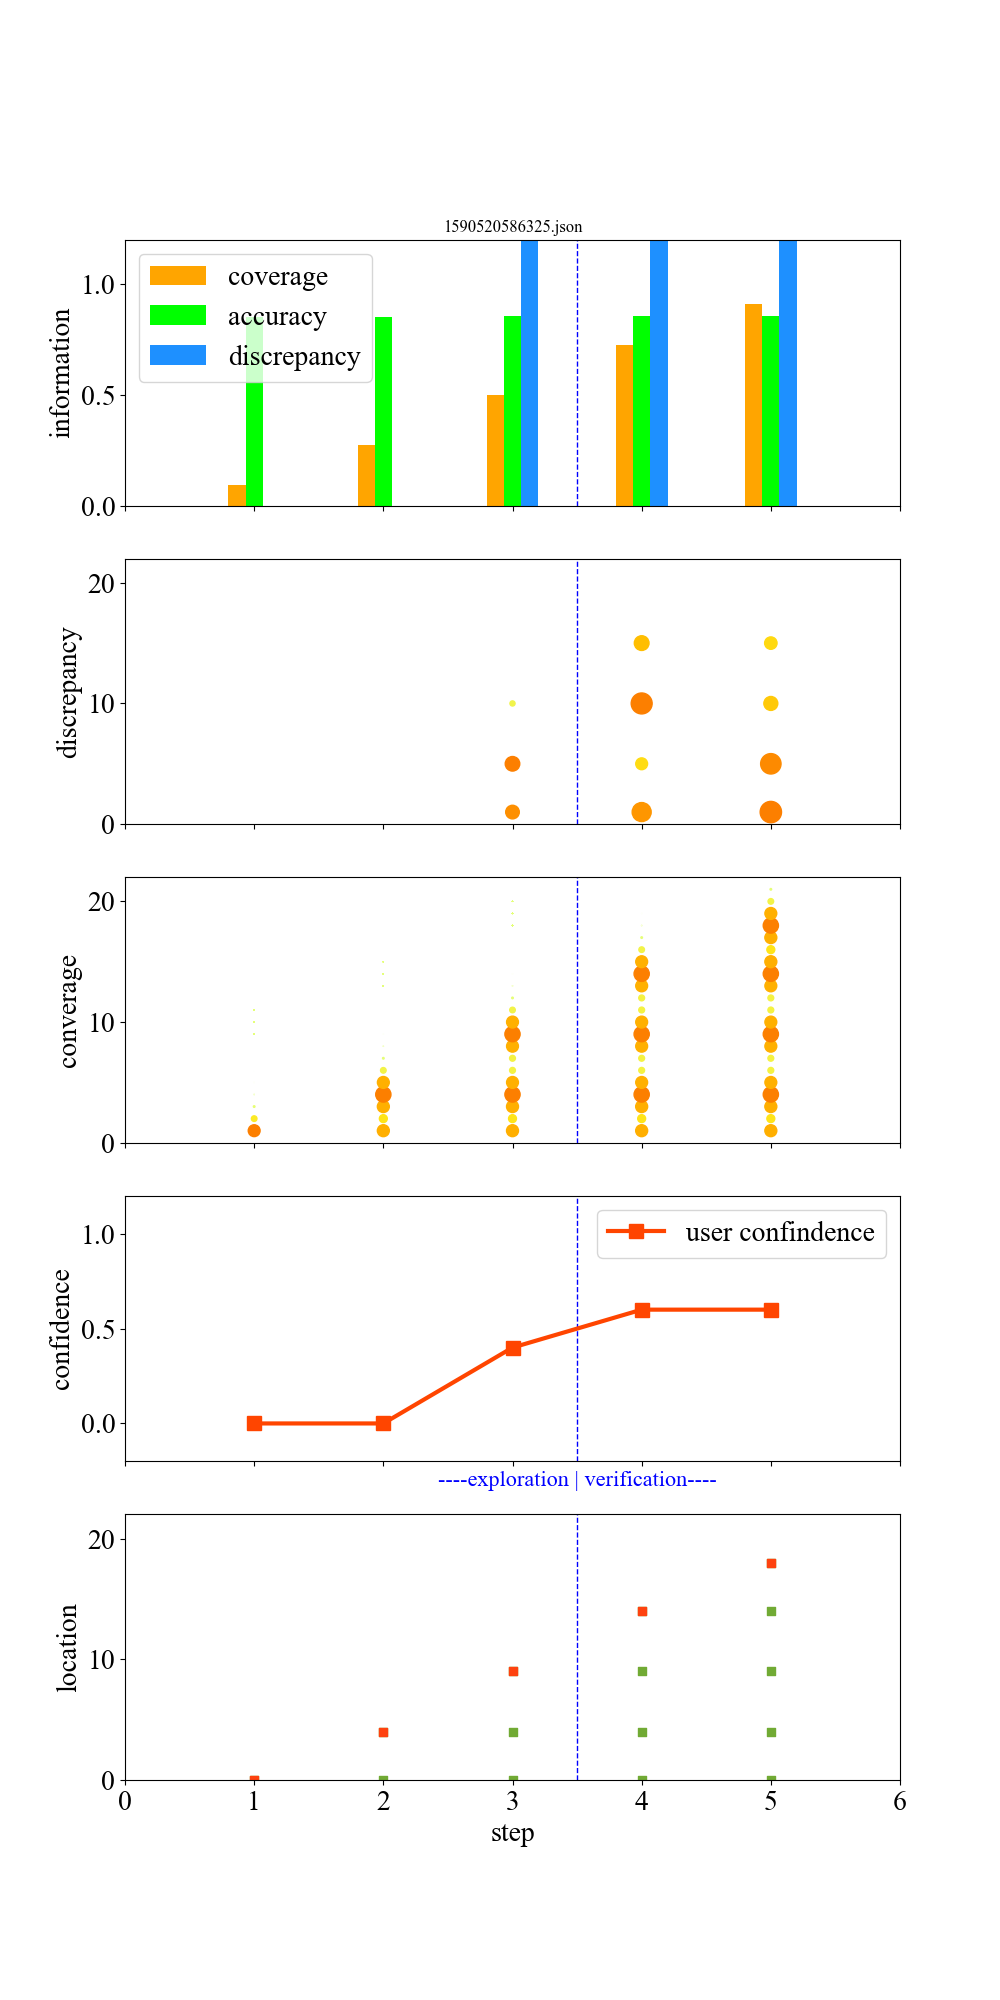 1590520586325.json
information
1.0
0.5
0.0
coverage
accuracy
discrepancy
discrepancy
20
10
0
converage
20
10
0
confidence
1.0
0.5
0.0
user confindence
----exploration | verification----
location
20
10
0
0 1 2 3 4 5 6
step